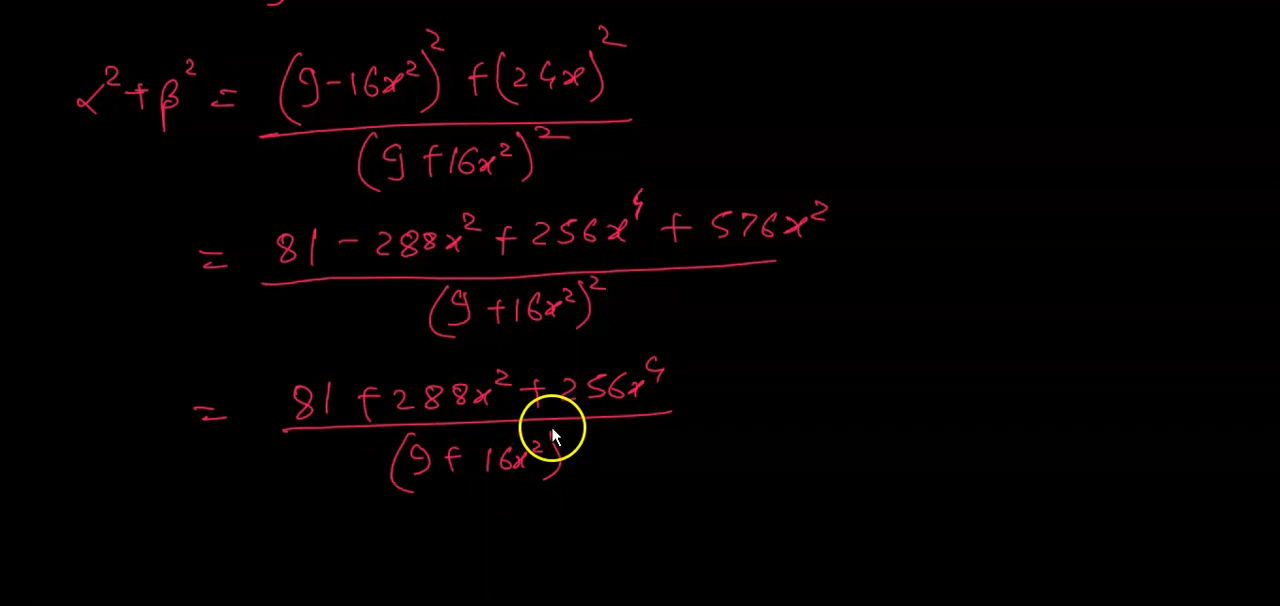 α² + β² = ((9 - 16x²)² + (24x)²) / (9 + 16x²)²
= (81 - 288x² + 256x⁴ + 576x²) / (9 + 16x²)²
= (81 + 288x² + 256x⁴) / (9 + 16x²)